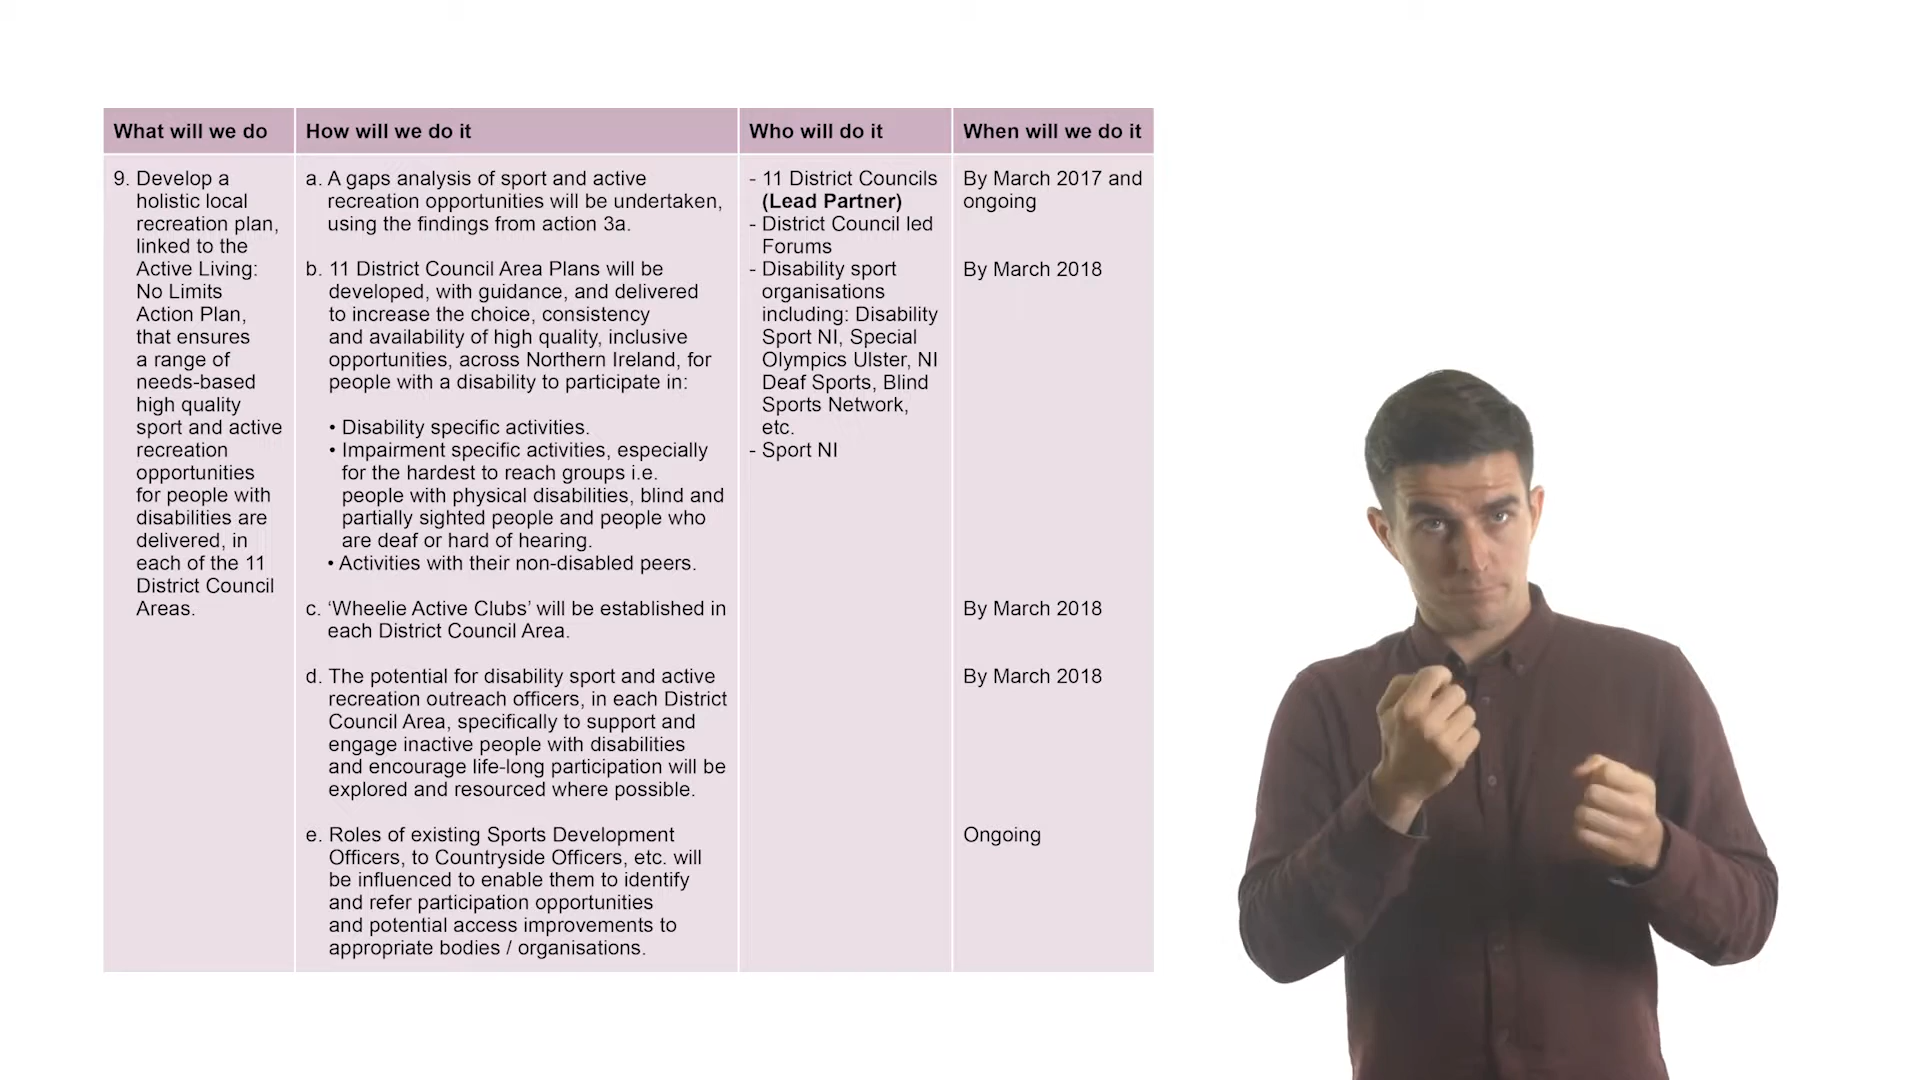 What will we do
How will we do it
Who will do it
When will we do it
9. Develop a
holistic local
recreation plan,
linked to the
Active Living:
No Limits
Action Plan,
that ensures
a range of
needs-based
high quality
sport and active
recreation
opportunities
for people with
disabilities are
delivered, in
each of the 11
District Council
Areas.
a. A gaps analysis of sport and active
recreation opportunities will be undertaken,
using the findings from action 3a.
b. 11 District Council Area Plans will be
developed, with guidance, and delivered
to increase the choice, consistency
and availability of high quality, inclusive
opportunities, across Northern Ireland, for
people with a disability to participate in:
• Disability specific activities.
• Impairment specific activities, especially
for the hardest to reach groups i.e.
people with physical disabilities, blind and
partially sighted people and people who
are deaf or hard of hearing.
• Activities with their non-disabled peers.
c. ‘Wheelie Active Clubs’ will be established in
each District Council Area.
d. The potential for disability sport and active
recreation outreach officers, in each District
Council Area, specifically to support and
engage inactive people with disabilities
and encourage life-long participation will be
explored and resourced where possible.
e. Roles of existing Sports Development
Officers, to Countryside Officers, etc. will
be influenced to enable them to identify
and refer participation opportunities
and potential access improvements to
appropriate bodies / organisations.
- 11 District Councils
(Lead Partner)
- District Council led
Forums
- Disability sport
organisations
including: Disability
Sport NI, Special
Olympics Ulster, NI
Deaf Sports, Blind
Sports Network,
etc.
- Sport NI
By March 2017 and
ongoing
By March 2018
By March 2018
By March 2018
Ongoing